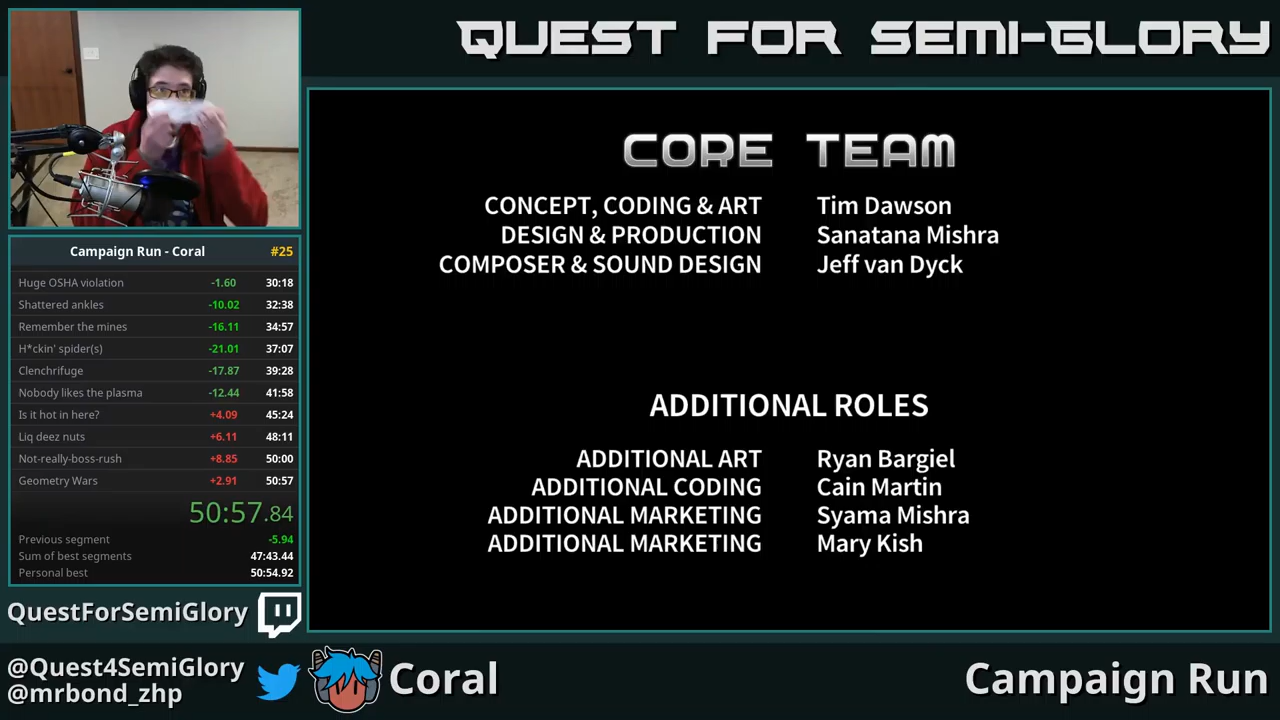 QUEST FOR SEMI-GLORY
Campaign Run - Coral #25
Huge OSHA violation -1.60 30:18
Shattered ankles -10.02 32:38
Remember the mines -16.11 34:57
H*ckin' spider(s) -21.01 37:07
Clenchrifuge -17.87 39:28
Nobody likes the plasma -12.44 41:58
Is it hot in here? +4.09 45:24
Liq deez nuts +6.11 48:11
Not-really-boss-rush +8.85 50:00
Geometry Wars +2.91 50:57
50:57.84
Previous segment -5.94
Sum of best segments 47:43.44
Personal best 50:54.92
QuestForSemiGlory
@Quest4SemiGlory
@mrbond_zhp
CORE TEAM
CONCEPT, CODING & ART Tim Dawson
DESIGN & PRODUCTION Sanatana Mishra
COMPOSER & SOUND DESIGN Jeff van Dyck
ADDITIONAL ROLES
ADDITIONAL ART Ryan Bargiel
ADDITIONAL CODING Cain Martin
ADDITIONAL MARKETING Syama Mishra
ADDITIONAL MARKETING Mary Kish
Coral
Campaign Run